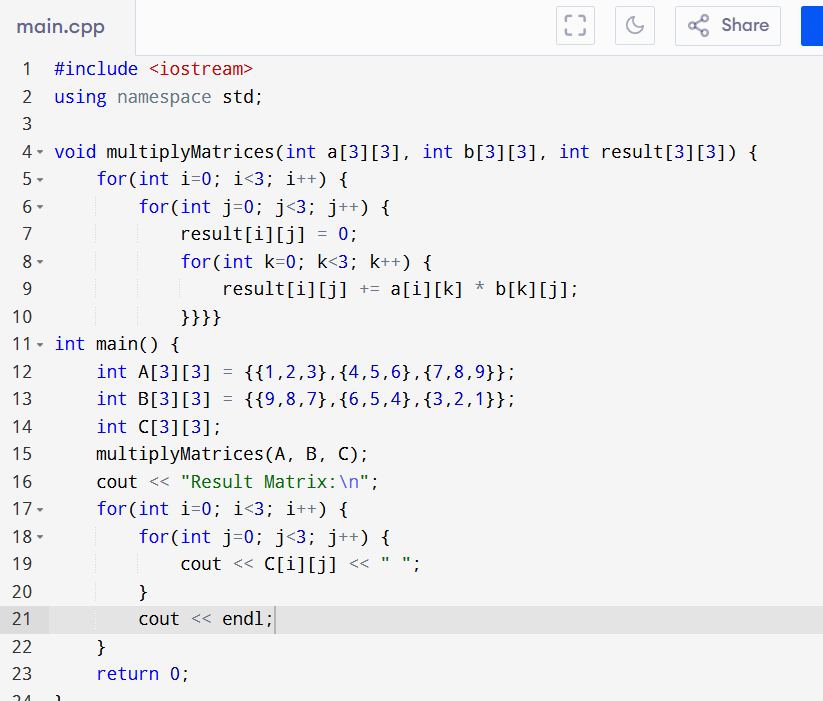 main.cpp
Share
1 #include <iostream>
2 using namespace std;
3
4 void multiplyMatrices(int a[3][3], int b[3][3], int result[3][3]) {
5     for(int i=0; i<3; i++) {
6         for(int j=0; j<3; j++) {
7             result[i][j] = 0;
8             for(int k=0; k<3; k++) {
9                 result[i][j] += a[i][k] * b[k][j];
10             }}}}
11 int main() {
12     int A[3][3] = {{1,2,3},{4,5,6},{7,8,9}};
13     int B[3][3] = {{9,8,7},{6,5,4},{3,2,1}};
14     int C[3][3];
15     multiplyMatrices(A, B, C);
16     cout << "Result Matrix:\n";
17     for(int i=0; i<3; i++) {
18         for(int j=0; j<3; j++) {
19             cout << C[i][j] << " ";
20         }
21         cout << endl;
22     }
23     return 0;
24 }